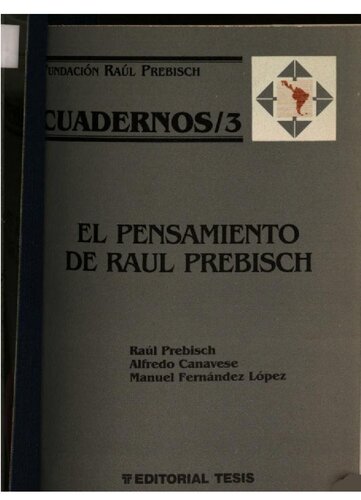 FUNDACIÓN RAÚL PREBISCH
CUADERNOS/3
EL PENSAMIENTO
DE RAUL PREBISCH
Raúl Prebisch
Alfredo Canavese
Manuel Fernández López
EDITORIAL TESIS